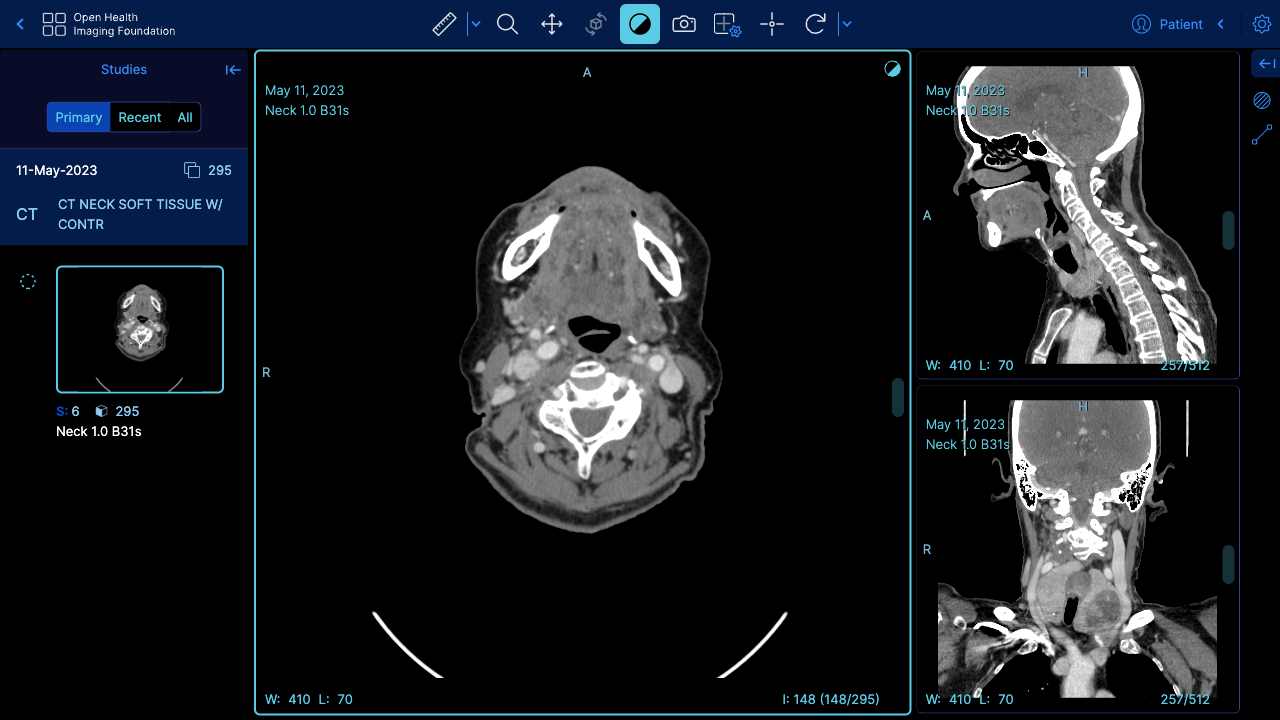 Open Health
Imaging Foundation
Patient
Studies
Primary Recent All
11-May-2023 295
CT CT NECK SOFT TISSUE W/
CONTR
S: 6 295
Neck 1.0 B31s
A
May 11, 2023
Neck 1.0 B31s
R
W: 410 L: 70
I: 148 (148/295)
H
May 11, 2023
Neck 1.0 B31s
A
W: 410 L: 70
257/512
H
May 11, 2023
Neck 1.0 B31s
R
W: 410 L: 70
257/512